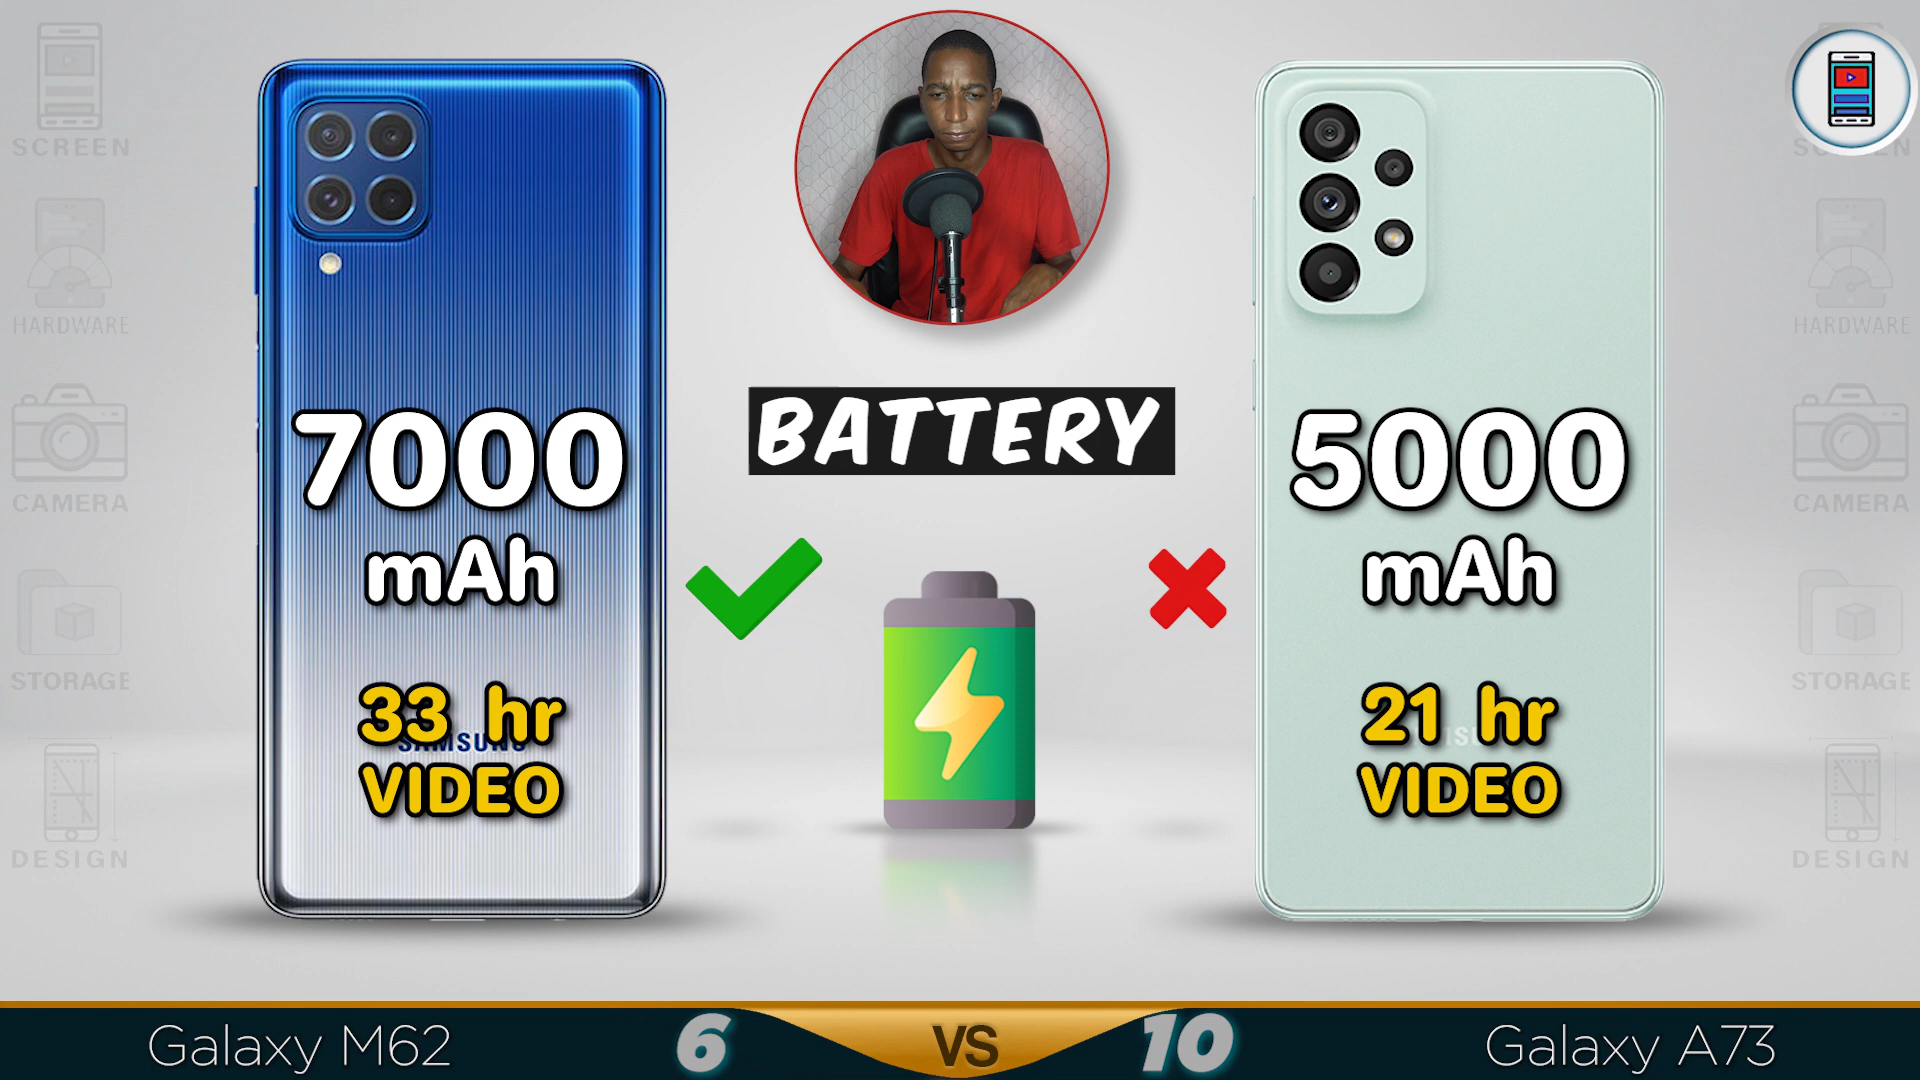 SCREEN
HARDWARE
CAMERA
STORAGE
DESIGN
7000
mAh
33 hr
SAMSUNG
VIDEO
BATTERY
5000
mAh
21 hr
VIDEO
HARDWARE
CAMERA
STORAGE
DESIGN
Galaxy M62
6
VS
10
Galaxy A73